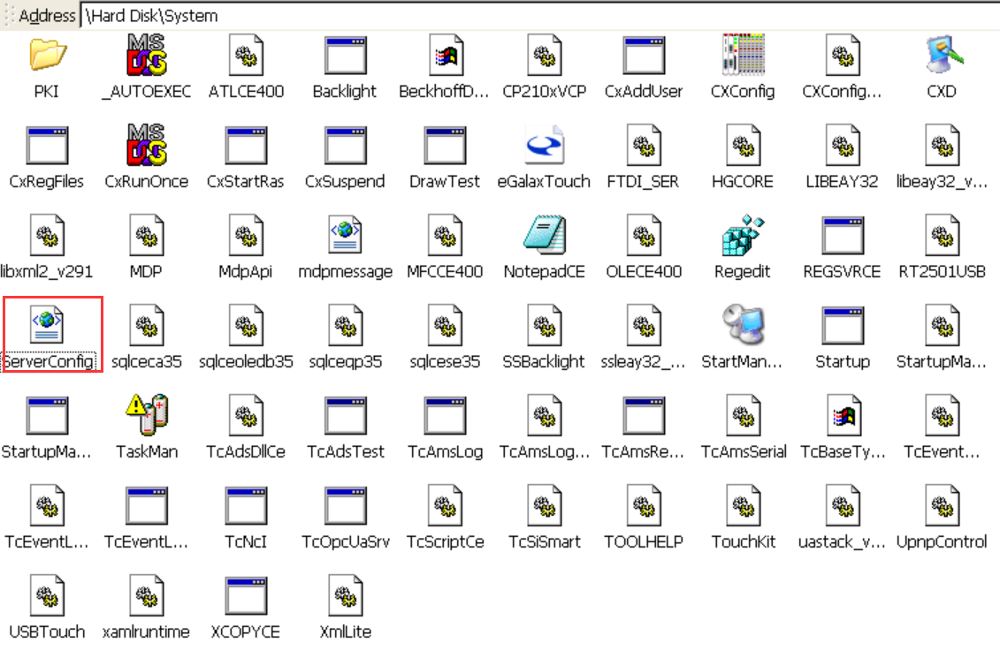 Address \Hard Disk\System
PKI _AUTOEXEC ATLCE400 Backlight BeckhoffD... CP210xVCP CxAddUser CXConfig CXConfig... CXD
CxRegFiles CxRunOnce CxStartRas CxSuspend DrawTest eGalaxTouch FTDI_SER HGCORE LIBEAY32 libeay32_v...
libxml2_v291 MDP MdpApi mdpmessage MFCCE400 NotepadCE OLECE400 Regedit REGSVRCE RT2501USB
ServerConfig sqlceca35 sqlceoledb35 sqlceqp35 sqlcese35 SSBacklight ssleay32_... StartMan... Startup StartupMa...
StartupMa... TaskMan TcAdsDllCe TcAdsTest TcAmsLog TcAmsLog... TcAmsRe... TcAmsSerial TcBaseTy... TcEvent...
TcEventL... TcEventL... TcNcI TcOpcUaSrv TcScriptCe TcSiSmart TOOLHELP TouchKit uastack_v... UpnpControl
USBTouch xamlruntime XCOPYCE XmlLite